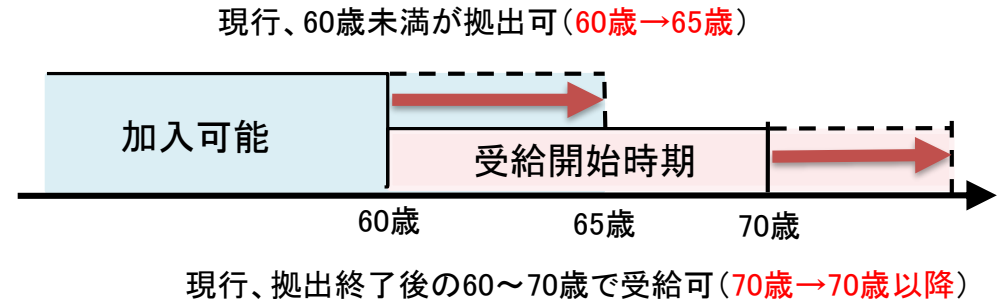 現行、60歳未満が拠出可(60歳→65歳)
加入可能
受給開始時期
60歳
65歳
70歳
現行、拠出終了後の60~70歳で受給可(70歳→70歳以降)